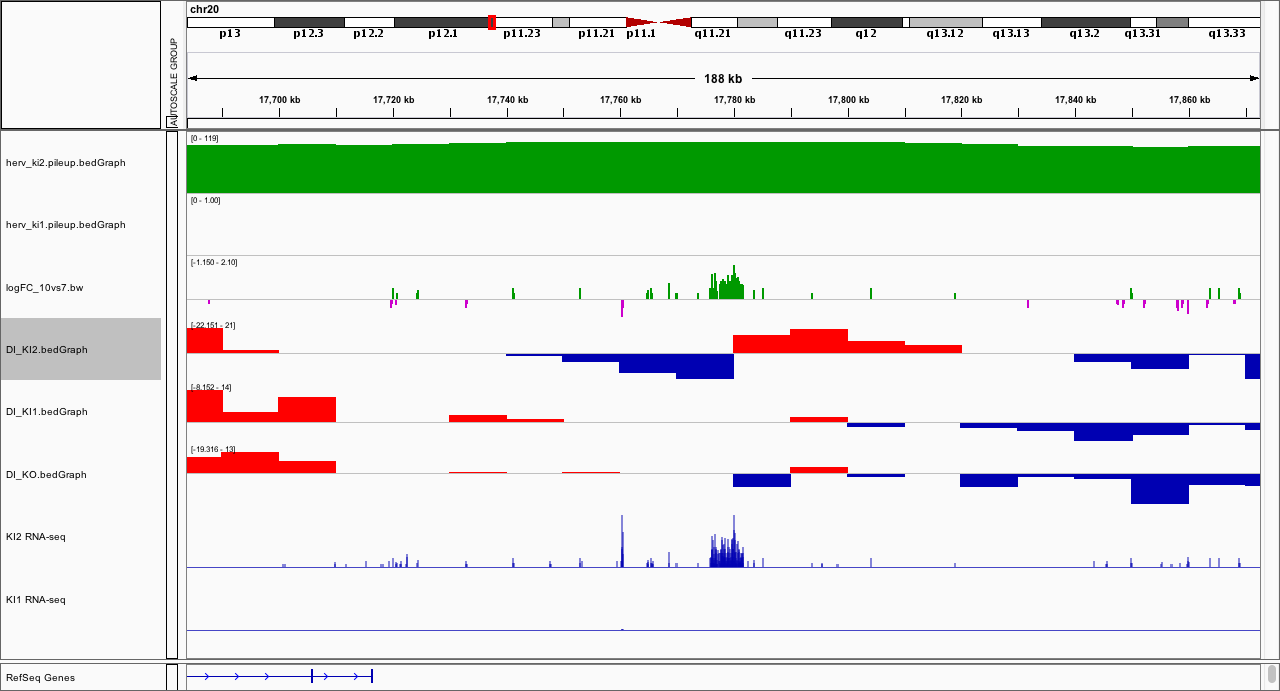 chr20
p13 p12.3 p12.2 p12.1 p11.23 p11.21 p11.1 q11.21 q11.23 q12 q13.12 q13.13 q13.2 q13.31 q13.33
AUTOSCALE GROUP
188 kb
17,700 kb 17,720 kb 17,740 kb 17,760 kb 17,780 kb 17,800 kb 17,820 kb 17,840 kb 17,860 kb
[0 - 119]
herv_ki2.pileup.bedGraph
[0 - 1.00]
herv_ki1.pileup.bedGraph
[-1.150 - 2.10]
logFC_10vs7.bw
[-22.151 - 21]
DI_KI2.bedGraph
[-8.152 - 14]
DI_KI1.bedGraph
[-19.316 - 13]
DI_KO.bedGraph
KI2 RNA-seq
KI1 RNA-seq
RefSeq Genes